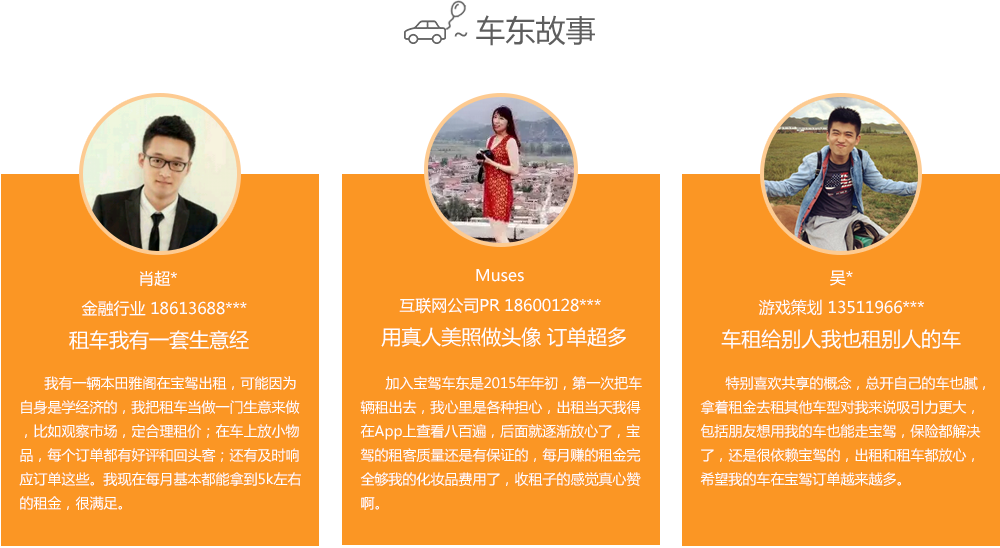 车东故事
肖超*
金融行业 18613688***
租车我有一套生意经
我有一辆本田雅阁在宝驾出租，可能因为
自身是学经济的，我把租车当做一门生意来做
，比如观察市场，定合理租价；在车上放小物
品，每个订单都有好评和回头客；还有及时响
应订单这些。我现在每月基本都能拿到5k左右
的租金，很满足。
Muses
互联网公司PR 18600128***
用真人美照做头像 订单超多
加入宝驾车东是2015年年初，第一次把车
辆租出去，我心里是各种担心，出租当天我得
在App上查看八百遍，后面就逐渐放心了，宝
驾的租客质量还是有保证的，每月赚的租金完
全够我的化妆品费用了，收租子的感觉真心赞
啊。
吴*
游戏策划 13511966***
车租给别人我也租别人的车
特别喜欢共享的概念，总开自己的车也腻，
拿着租金去租其他车型对我来说吸引力更大，
包括朋友想用我的车也能走宝驾，保险都解决
了，还是很依赖宝驾的，出租和租车都放心，
希望我的车在宝驾订单越来越多。